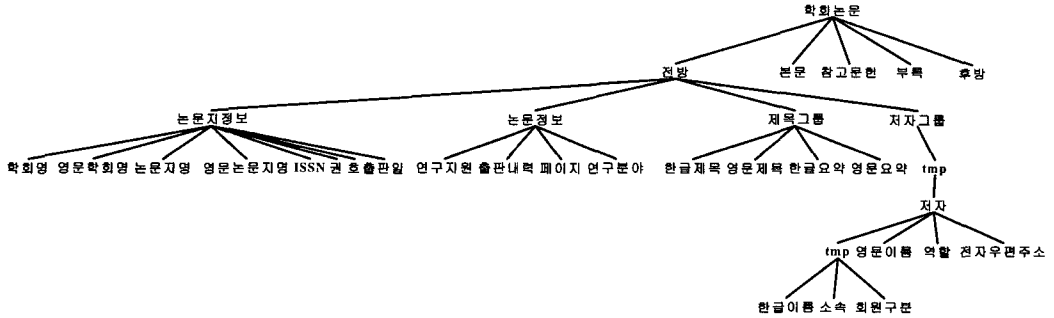 학회논문
전방 본문 참고문헌 부록 후방
논문지정보 논문정보 제목그룹 저자그룹
학회명 영문학회명 논문지명 영문논문지명 ISSN 권 호 출판일 연구지원 출판내력 페이지 연구분야 한글제목 영문제목 한글요약 영문요약 tmp
저자
tmp 영문이름 역할 전자우편주소
한글이름 소속 회원구분